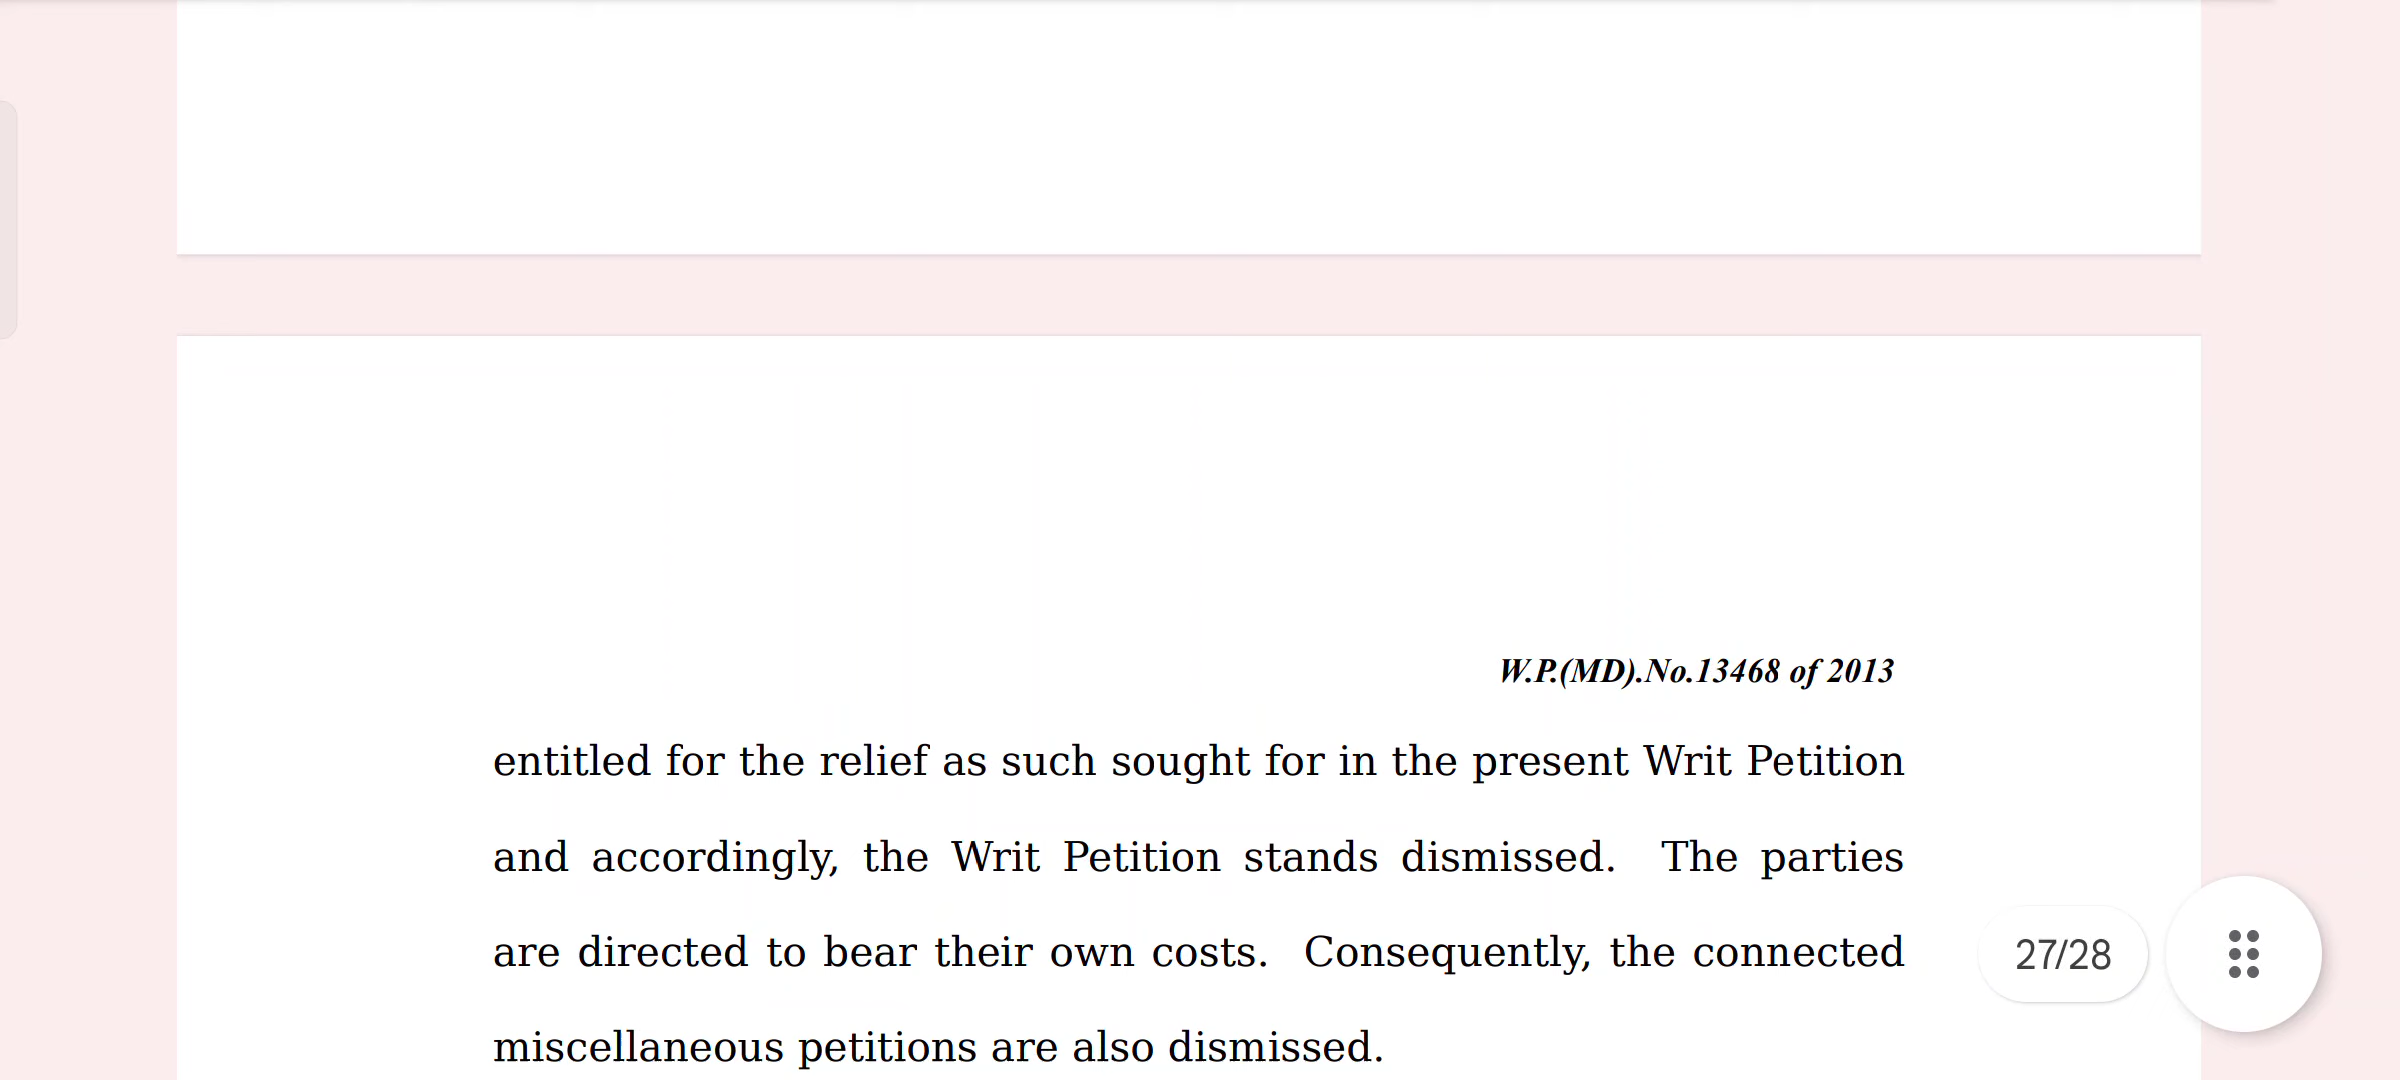 W.P.(MD).No.13468 of 2013
entitled for the relief as such sought for in the present Writ Petition
and accordingly, the Writ Petition stands dismissed. The parties
are directed to bear their own costs. Consequently, the connected
27/28
miscellaneous petitions are also dismissed.